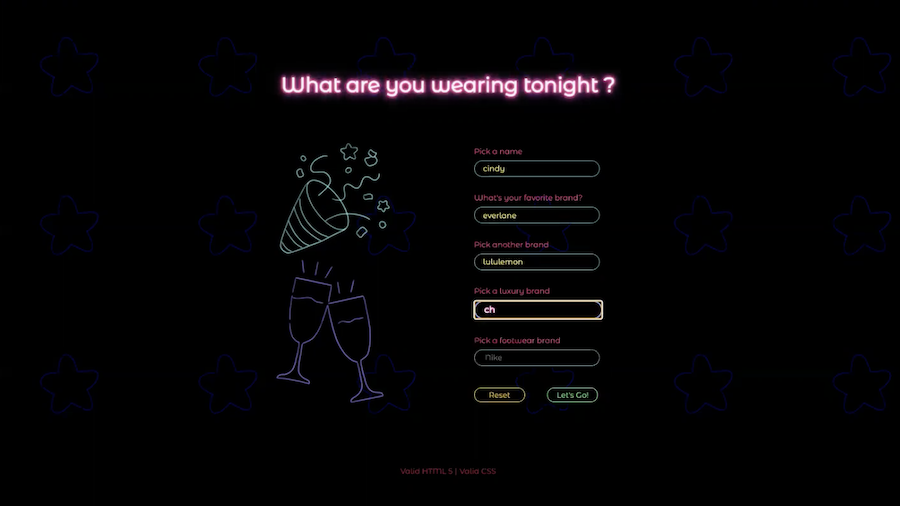 What are you wearing tonight ?
Pick a name
cindy
What's your favorite brand?
everlane
Pick another brand
lululemon
Pick a luxury brand
ch
Pick a footwear brand
Nike
Reset
Let's Go!
Valid HTML 5 | Valid CSS